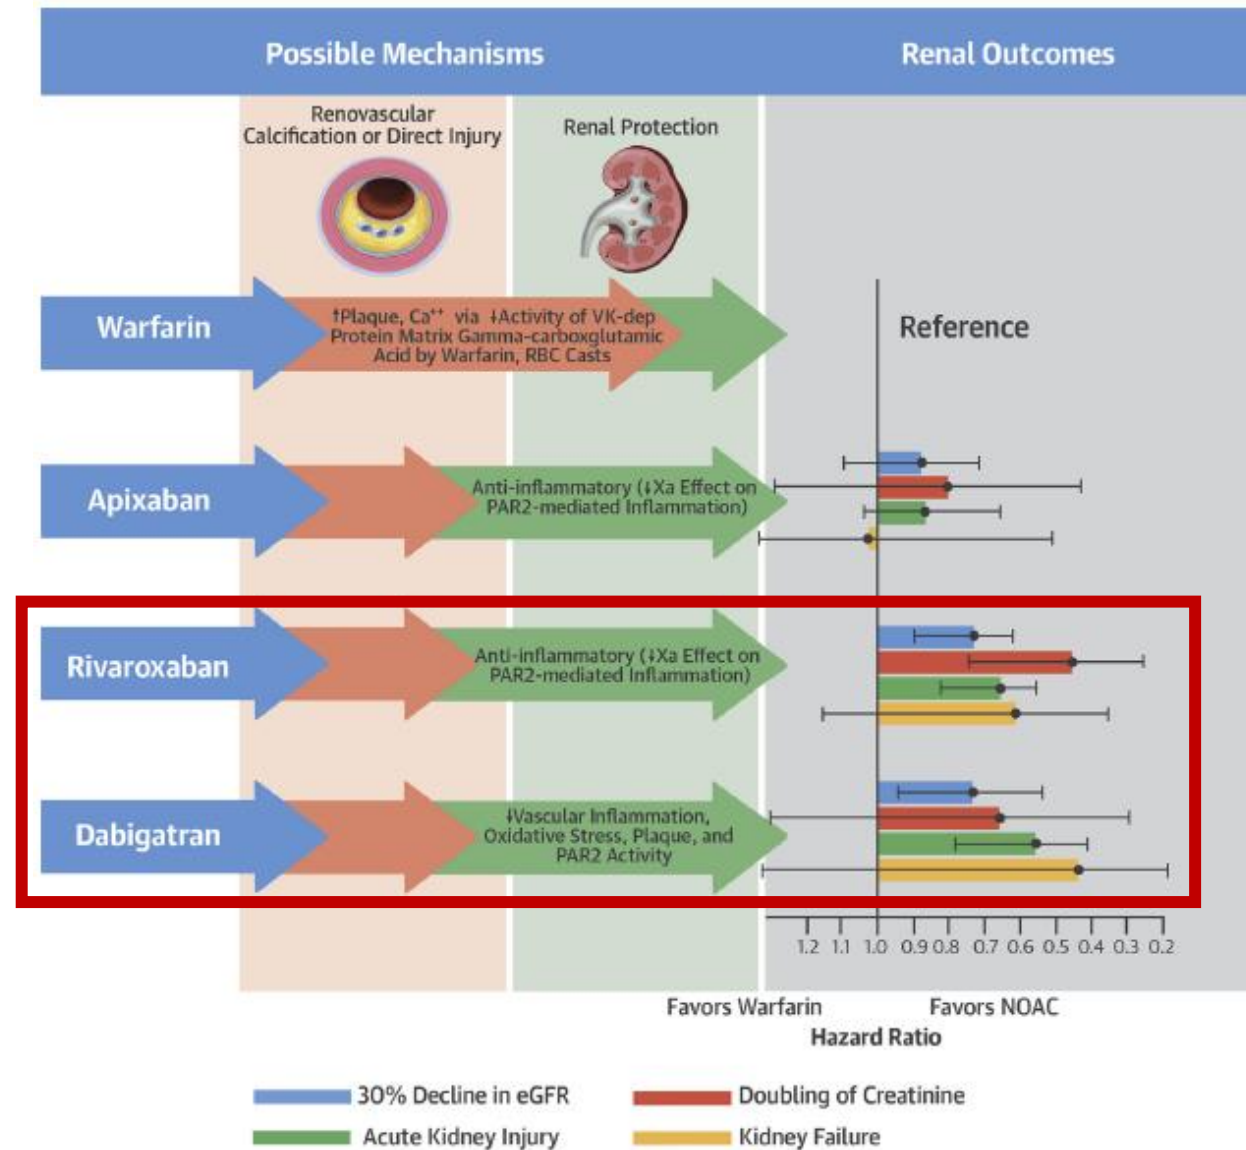 Possible Mechanisms
Renal Outcomes
Renovascular
Calcification or Direct Injury
Renal Protection
Warfarin
↑Plaque, Ca⁺⁺ via ↓Activity of VK-dep
Protein Matrix Gamma-carboxglutamic
Acid by Warfarin, RBC Casts
Reference
Apixaban
Anti-inflammatory (↓Xa Effect on
PAR2-mediated Inflammation)
Rivaroxaban
Anti-inflammatory (↓Xa Effect on
PAR2-mediated Inflammation)
Dabigatran
↓Vascular Inflammation,
Oxidative Stress, Plaque, and
PAR2 Activity
1.2 1.1 1.0 0.9 0.8 0.7 0.6 0.5 0.4 0.3 0.2
Favors Warfarin
Favors NOAC
Hazard Ratio
30% Decline in eGFR
Doubling of Creatinine
Acute Kidney Injury
Kidney Failure